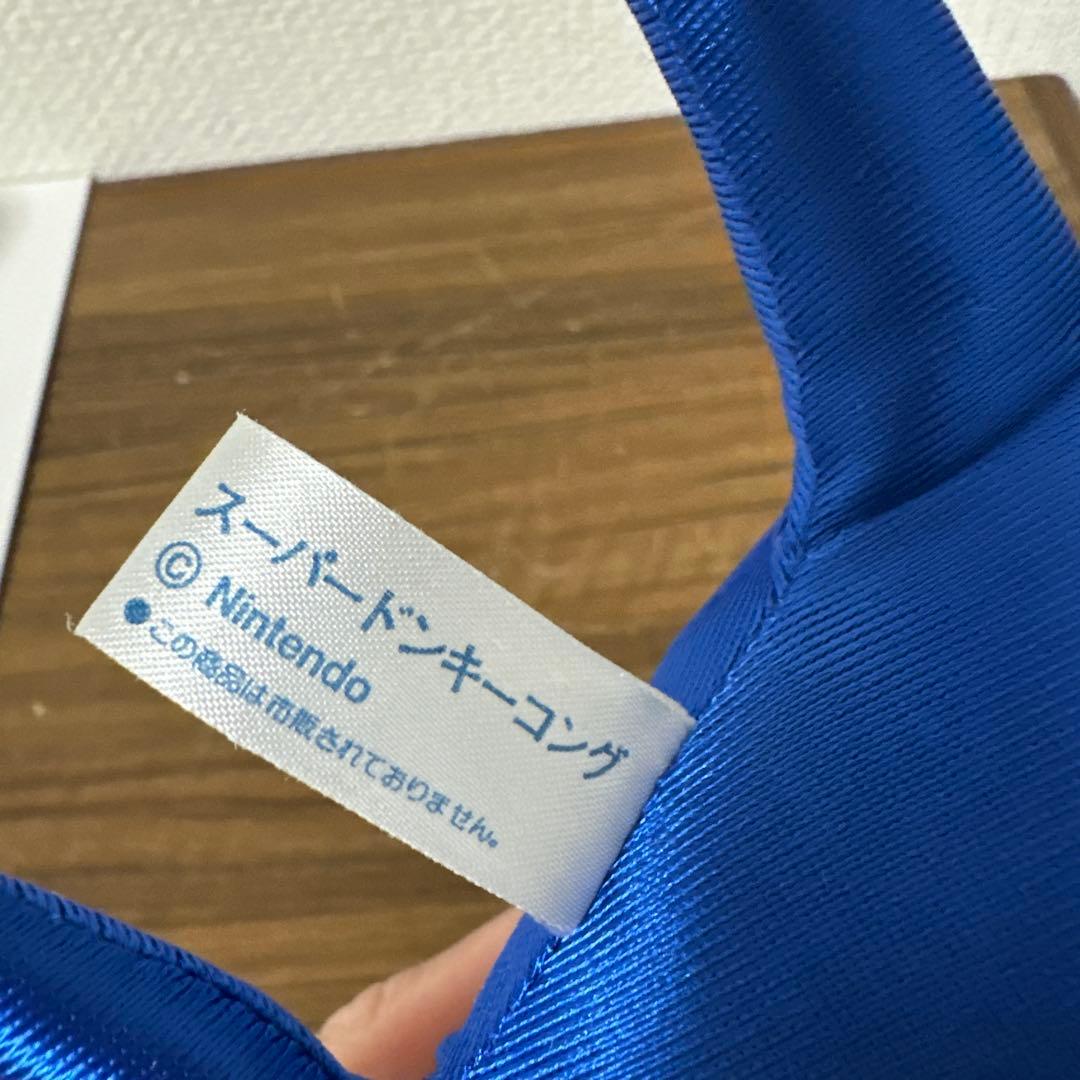 スーパードンキーコング
© Nintendo
●この商品は市販されておりません。